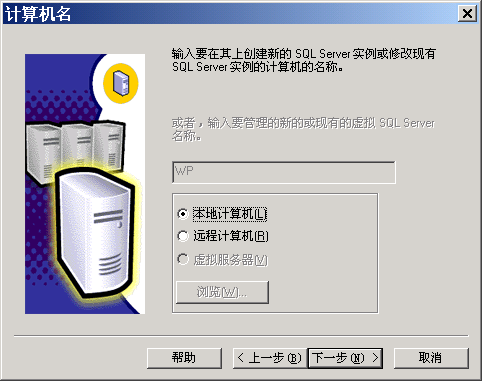 计算机名
输入要在其上创建新的 SQL Server 实例或修改现有
SQL Server 实例的计算机的名称。
或者，输入要管理的新的或现有的虚拟 SQL Server
名称。
WP
本地计算机(L)
远程计算机(R)
虚拟服务器(V)
浏览(W)...
帮助
< 上一步(B)
下一步(N) >
取消